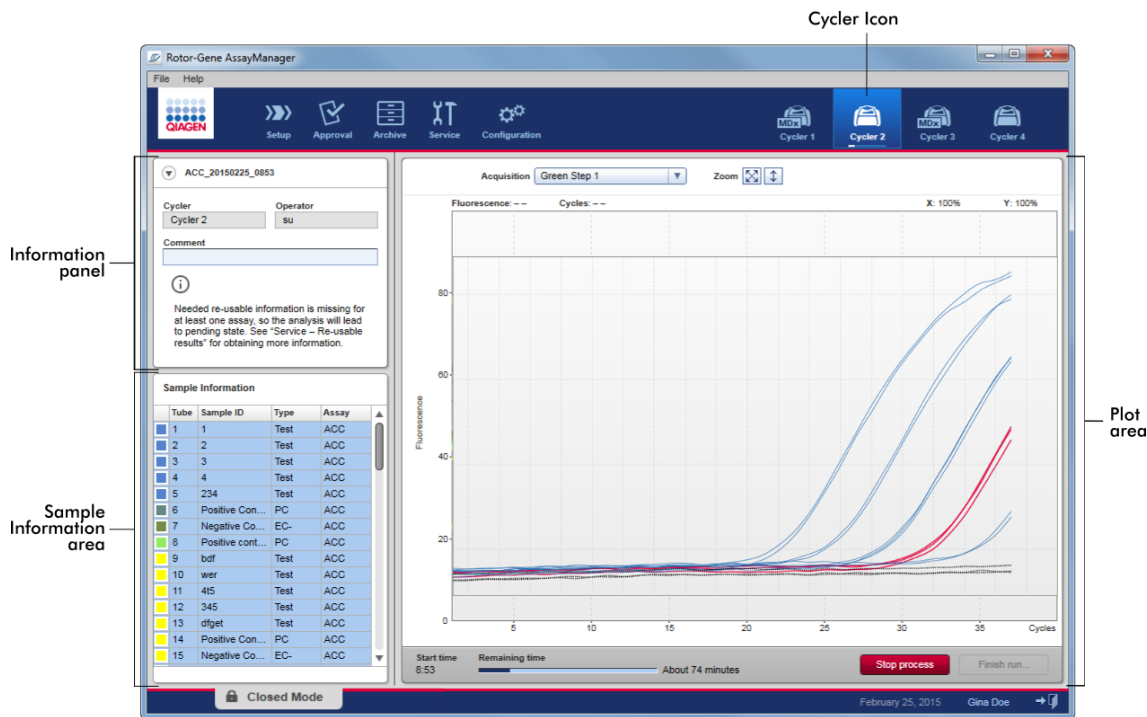 Cycler Icon
Rotor-Gene AssayManager
File Help
QIAGEN
Setup Approval Archive Service Configuration
MDx Cycler 1 Cycler 2 MDx Cycler 3 Cycler 4
Information
panel
ACC_20150225_0853
Cycler Operator
Cycler 2 su
Comment
Needed re-usable information is missing for
at least one assay, so the analysis will lead
to pending state. See "Service – Re-usable
results" for obtaining more information.
Sample
Information
area
Sample Information
Tube Sample ID Type Assay
1 1 Test ACC
2 2 Test ACC
3 3 Test ACC
4 4 Test ACC
5 234 Test ACC
6 Positive Con... PC ACC
7 Negative Co... EC- ACC
8 Positive cont... PC ACC
9 bdf Test ACC
10 wer Test ACC
11 4t5 Test ACC
12 345 Test ACC
13 dfget Test ACC
14 Positive Con... PC ACC
15 Negative Co... EC- ACC
Closed Mode
Acquisition Green Step 1 Zoom
Fluorescence: – – Cycles: – – X: 100% Y: 100%
Fluorescence
80
60
40
20
0
5 10 15 20 25 30 35 Cycles
Plot
area
Start time Remaining time
8:53 About 74 minutes
Stop process Finish run...
February 25, 2015 Gina Doe